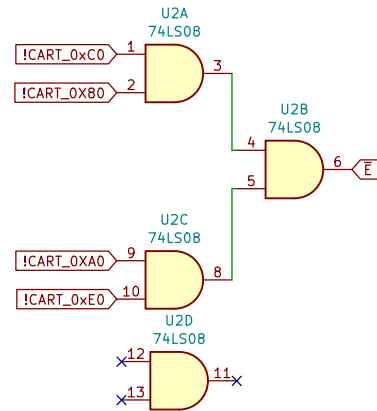 U2A
74LS08
!CART_0xC0 1
3
!CART_0X80 2
U2B
74LS08
4
6 E
5
U2C
74LS08
!CART_0XA0 9
8
!CART_0xE0 10
U2D
74LS08
12
11
13